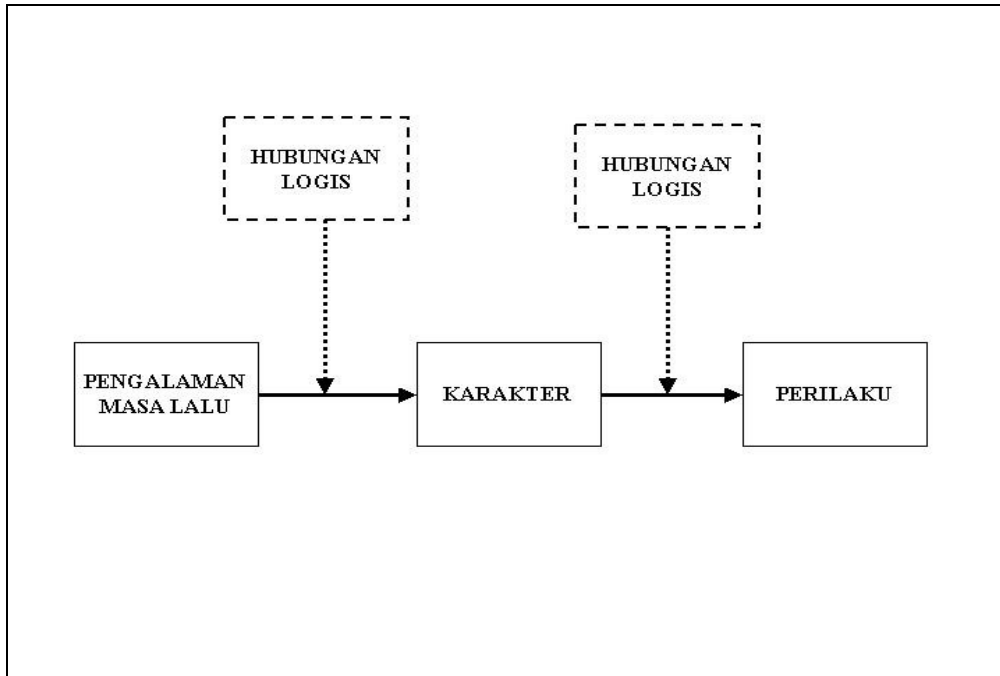 HUBUNGAN
LOGIS
HUBUNGAN
LOGIS
PENGALAMAN
MASA LALU
KARAKTER
PERILAKU